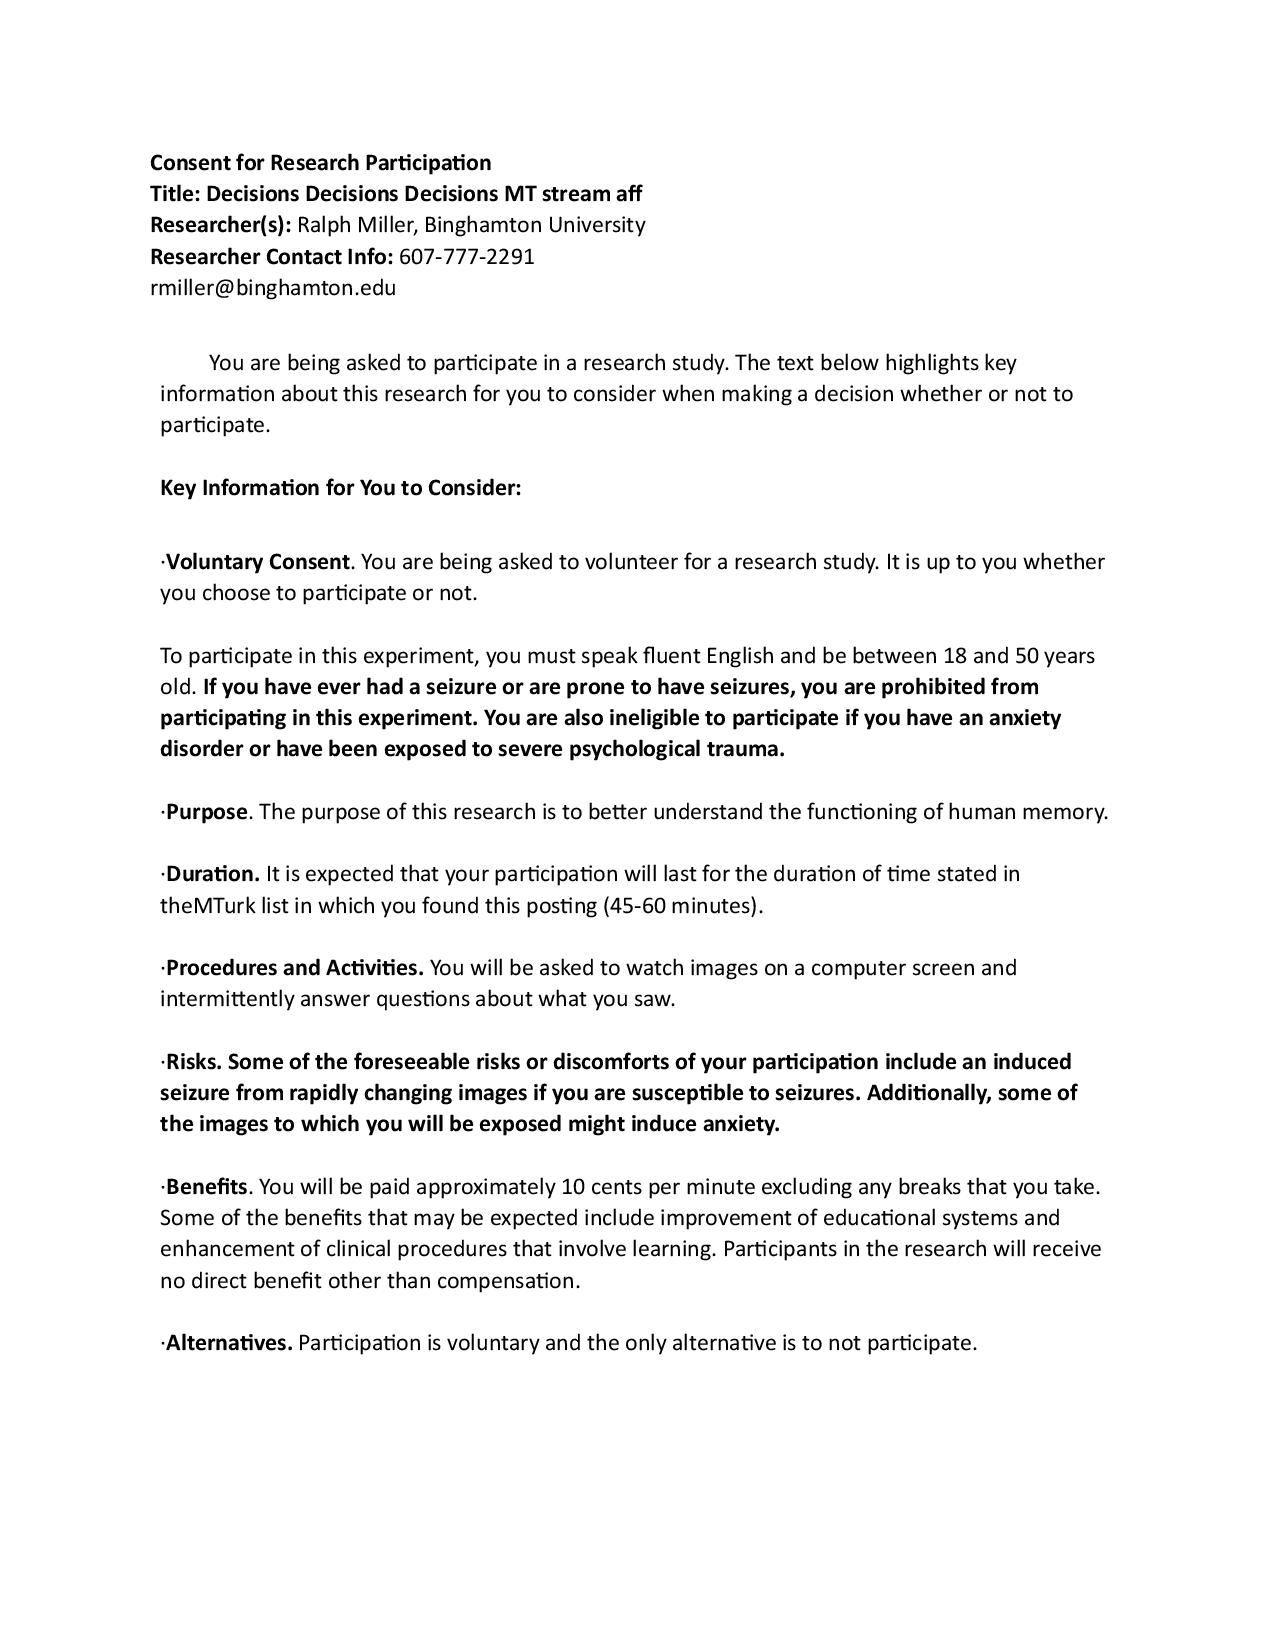 Consent for Research Participation
Title: Decisions Decisions Decisions MT stream aff
Researcher(s): Ralph Miller, Binghamton University
Researcher Contact Info: 607-777-2291
rmiller@binghamton.edu
You are being asked to participate in a research study. The text below highlights key
information about this research for you to consider when making a decision whether or not to
participate.
Key Information for You to Consider:
·Voluntary Consent. You are being asked to volunteer for a research study. It is up to you whether
you choose to participate or not.
To participate in this experiment, you must speak fluent English and be between 18 and 50 years
old. If you have ever had a seizure or are prone to have seizures, you are prohibited from
participating in this experiment. You are also ineligible to participate if you have an anxiety
disorder or have been exposed to severe psychological trauma.
·Purpose. The purpose of this research is to better understand the functioning of human memory.
·Duration. It is expected that your participation will last for the duration of time stated in
theMTurk list in which you found this posting (45-60 minutes).
·Procedures and Activities. You will be asked to watch images on a computer screen and
intermittently answer questions about what you saw.
·Risks. Some of the foreseeable risks or discomforts of your participation include an induced
seizure from rapidly changing images if you are susceptible to seizures. Additionally, some of
the images to which you will be exposed might induce anxiety.
·Benefits. You will be paid approximately 10 cents per minute excluding any breaks that you take.
Some of the benefits that may be expected include improvement of educational systems and
enhancement of clinical procedures that involve learning. Participants in the research will receive
no direct benefit other than compensation.
·Alternatives. Participation is voluntary and the only alternative is to not participate.